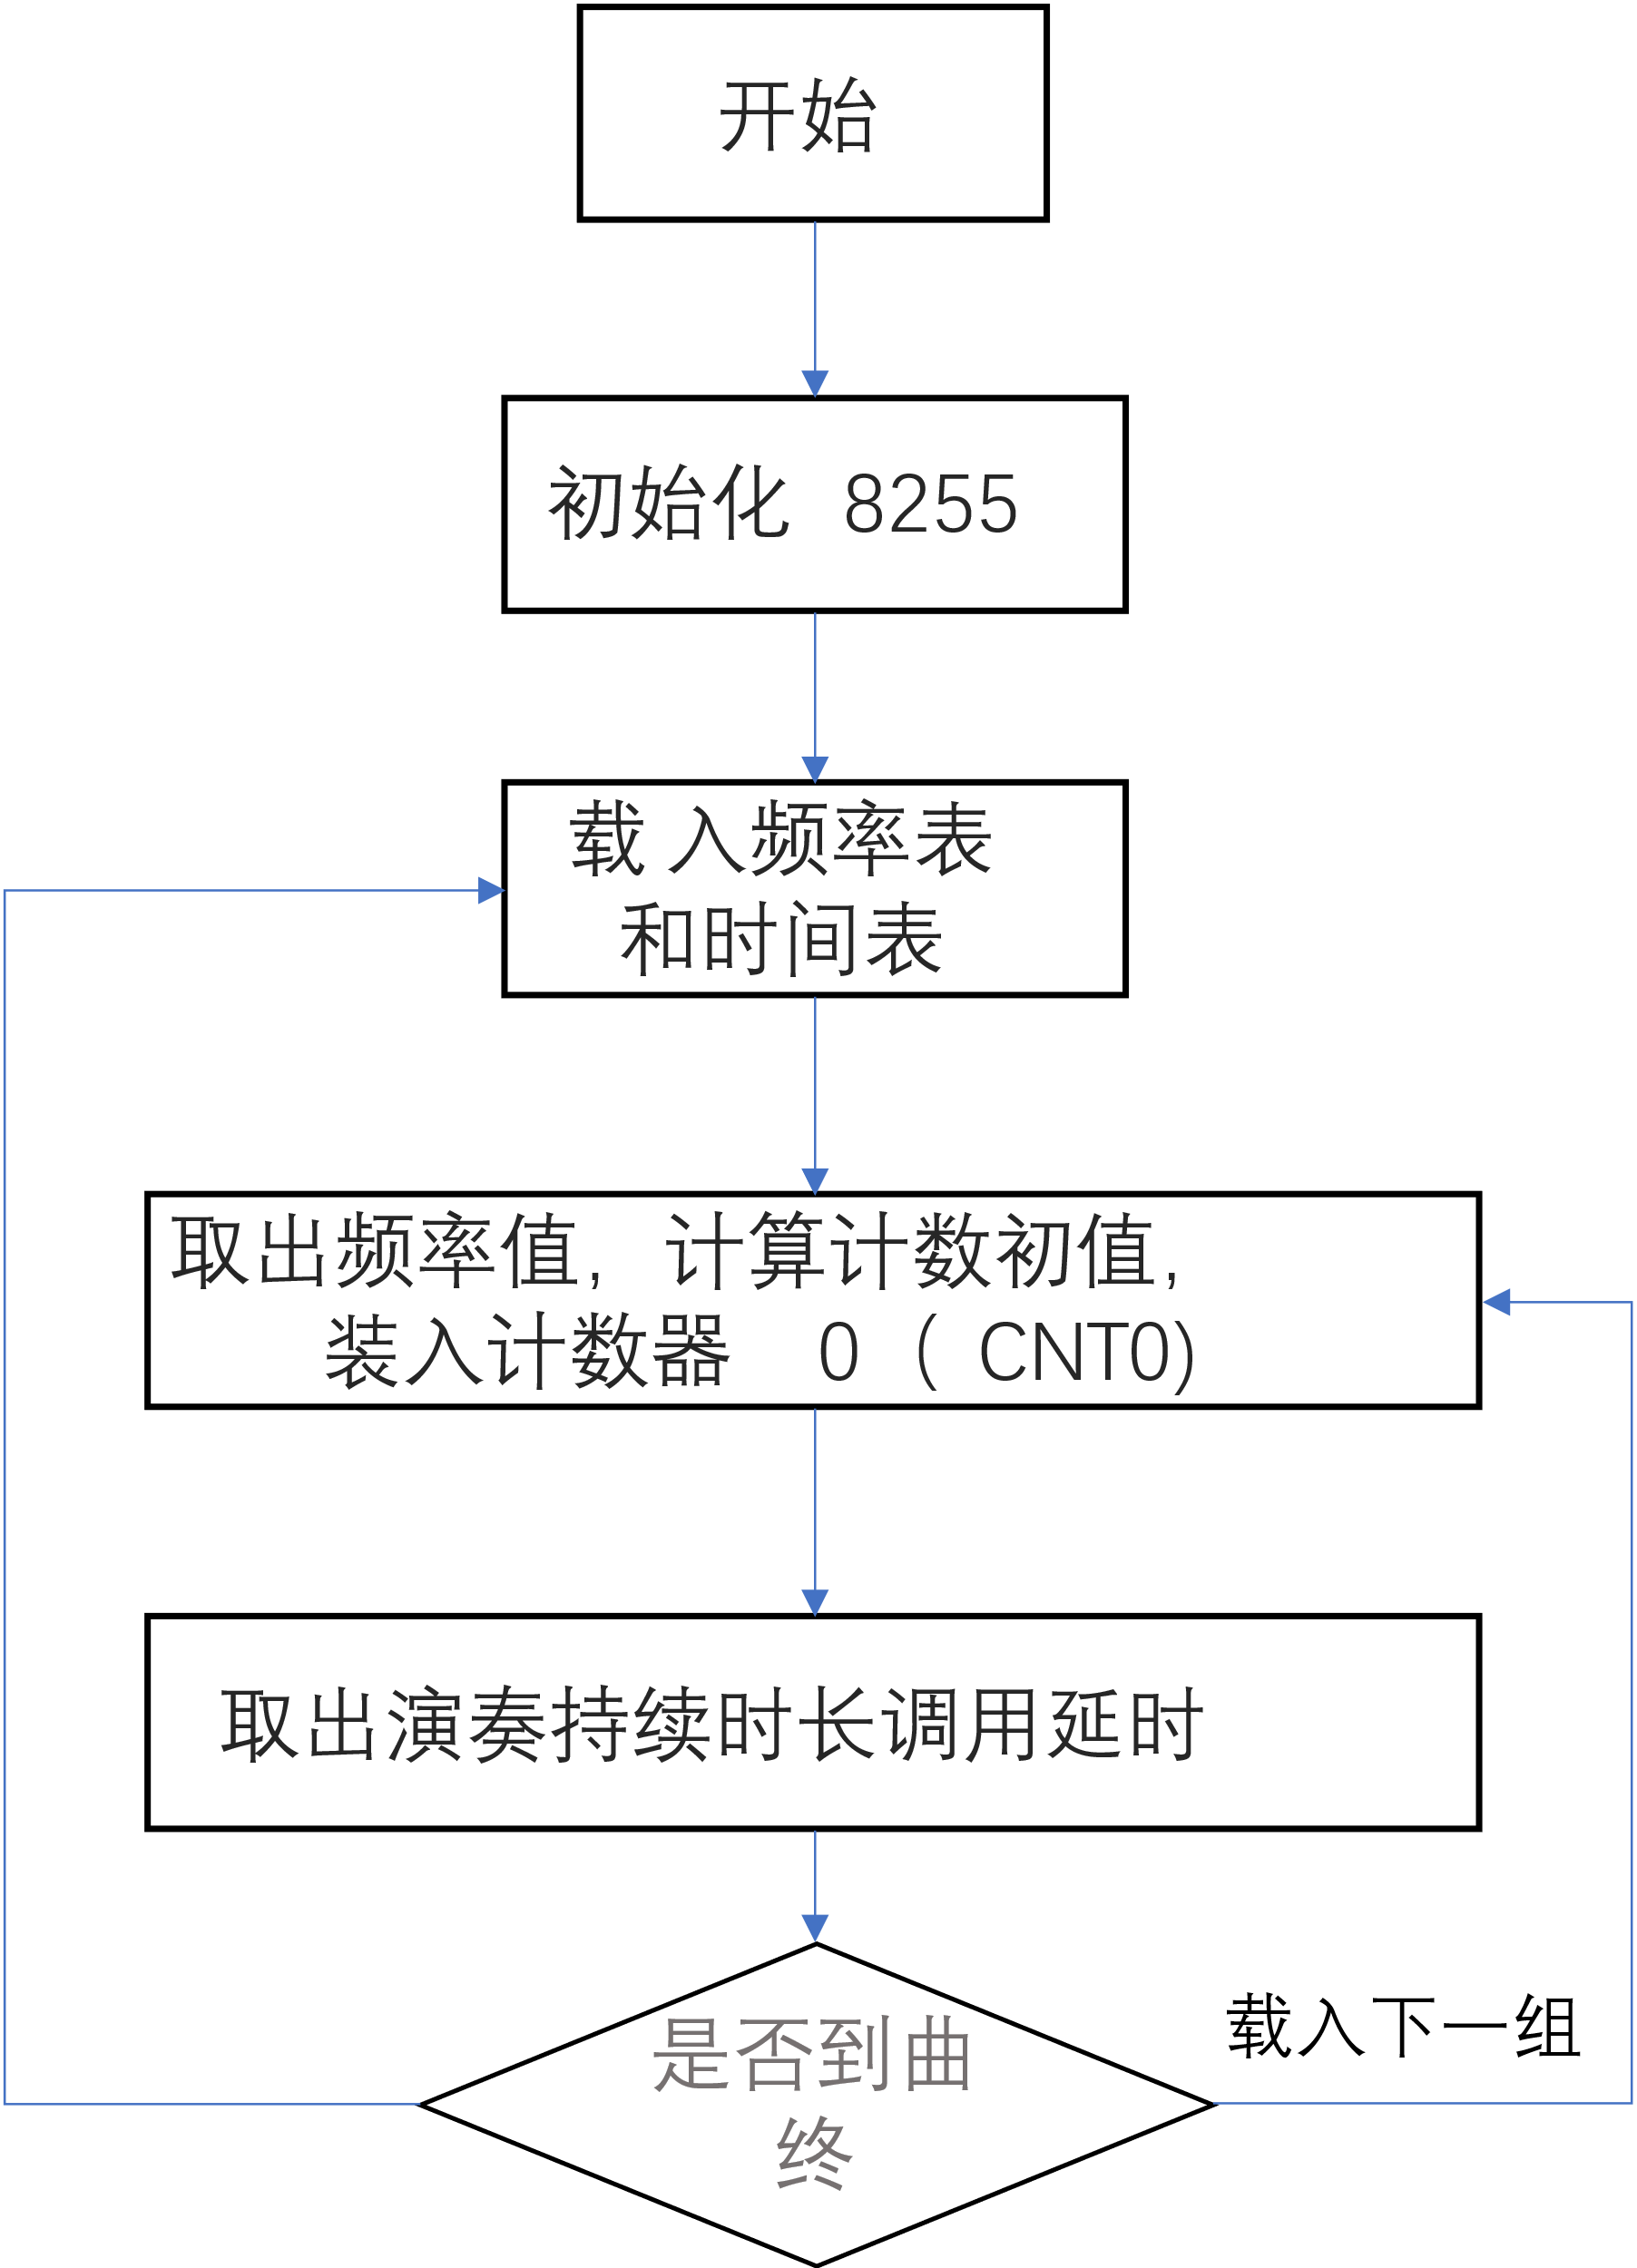 开始
初始化 8255
载入频率表
和时间表
取出频率值, 计算计数初值,
装入计数器 0 ( CNT0)
取出演奏持续时长调用延时
载入下一组
是否到曲
终